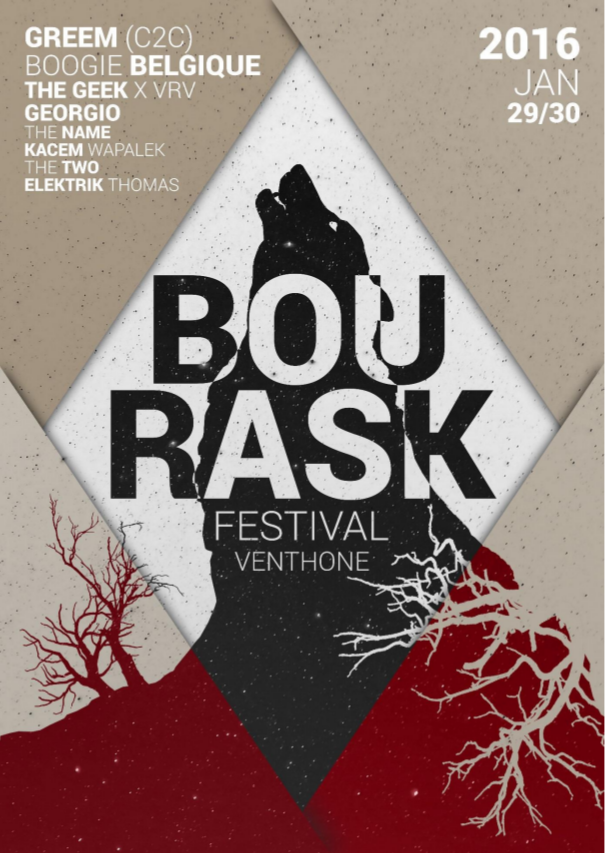 GREEM (C2C)
BOOGIE BELGIQUE
THE GEEK X VRV
GEORGIO
THE NAME
KACEM WAPALEK
THE TWO
ELEKTRIK THOMAS
2016
JAN
29/30
BOU
RASK
FESTIVAL
VENTHONE